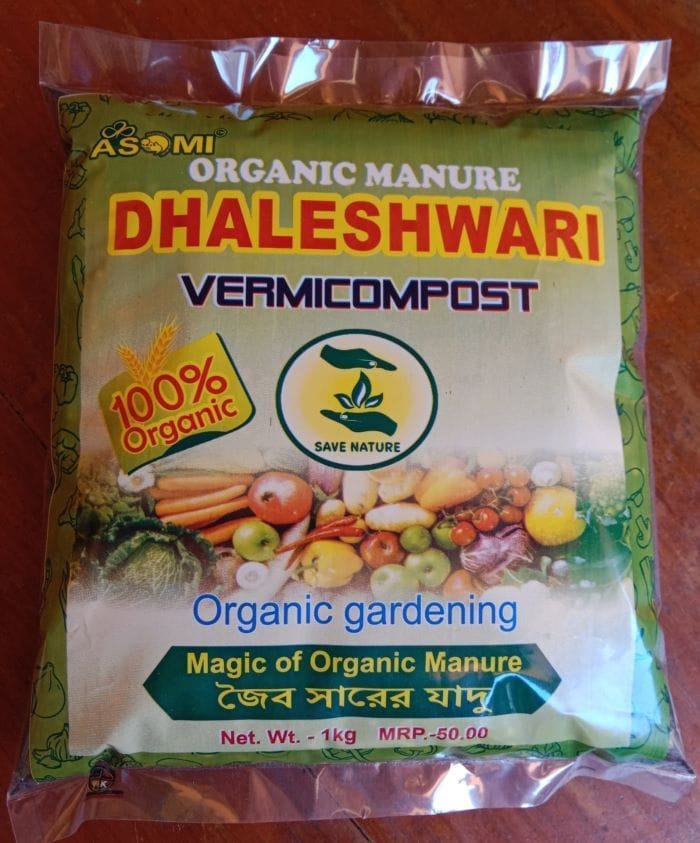 ASOMI ©
ORGANIC MANURE
DHALESHWARI
VERMICOMPOST
100%
Organic
SAVE NATURE
Organic gardening
Magic of Organic Manure
জৈব সারের যাদু
Net. Wt. - 1kg MRP.-50.00